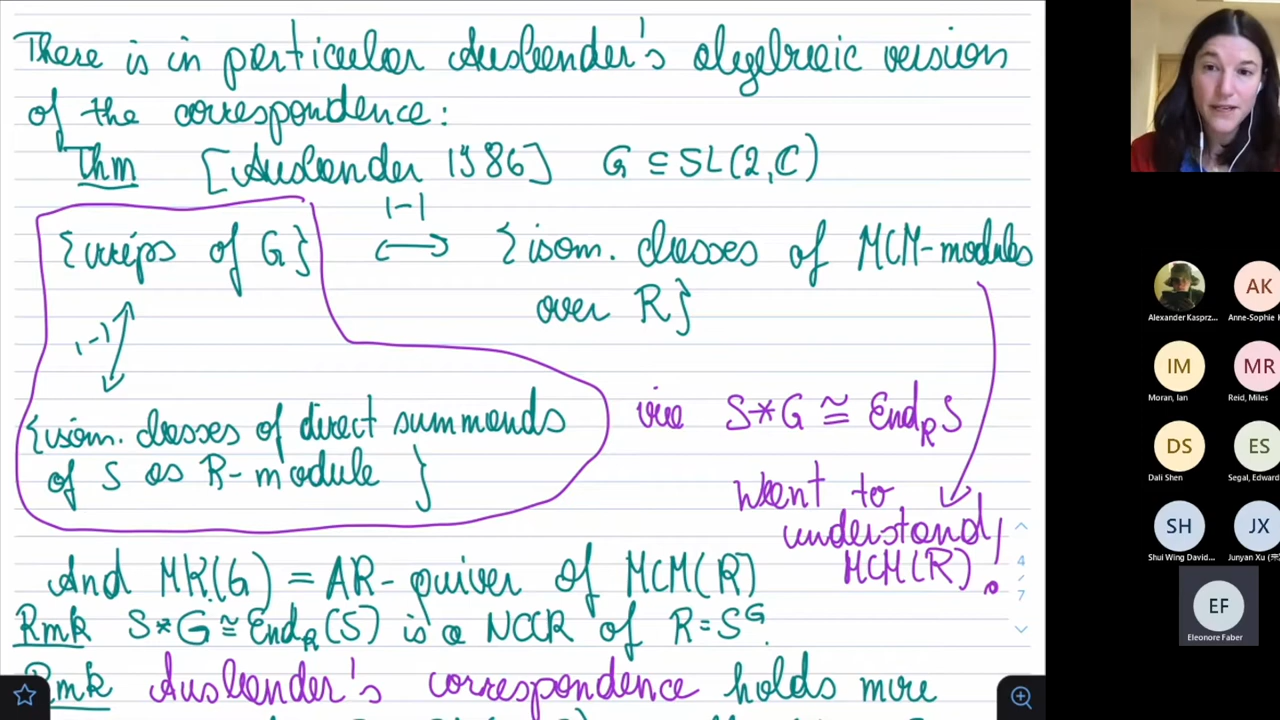 There is in particular Auslander's algebraic version
of the correspondence:
Thm [Auslander 1986] G ⊆ SL(2,C)
{irreps of G} 1-1 ⟷ {isom. classes of MCM-modules
over R}
1-1
{isom. classes of direct summands
of S as R-module}
via S*G ≅ End_R S
Want to
understand
MCM(R)!
And MK(G) = AR-quiver of MCM(R)
Rmk S*G ≅ End_R(S) is a NCCR of R=S^G.
Rmk Auslander's correspondence holds more
4
/
7
Alexander Kasprz...
AK
Anne-Sophie K
IM
Moran, Ian
MR
Reid, Miles
DS
Dali Shen
ES
Segal, Edward
SH
Shui Wing David...
JX
EF
Eleonore Faber